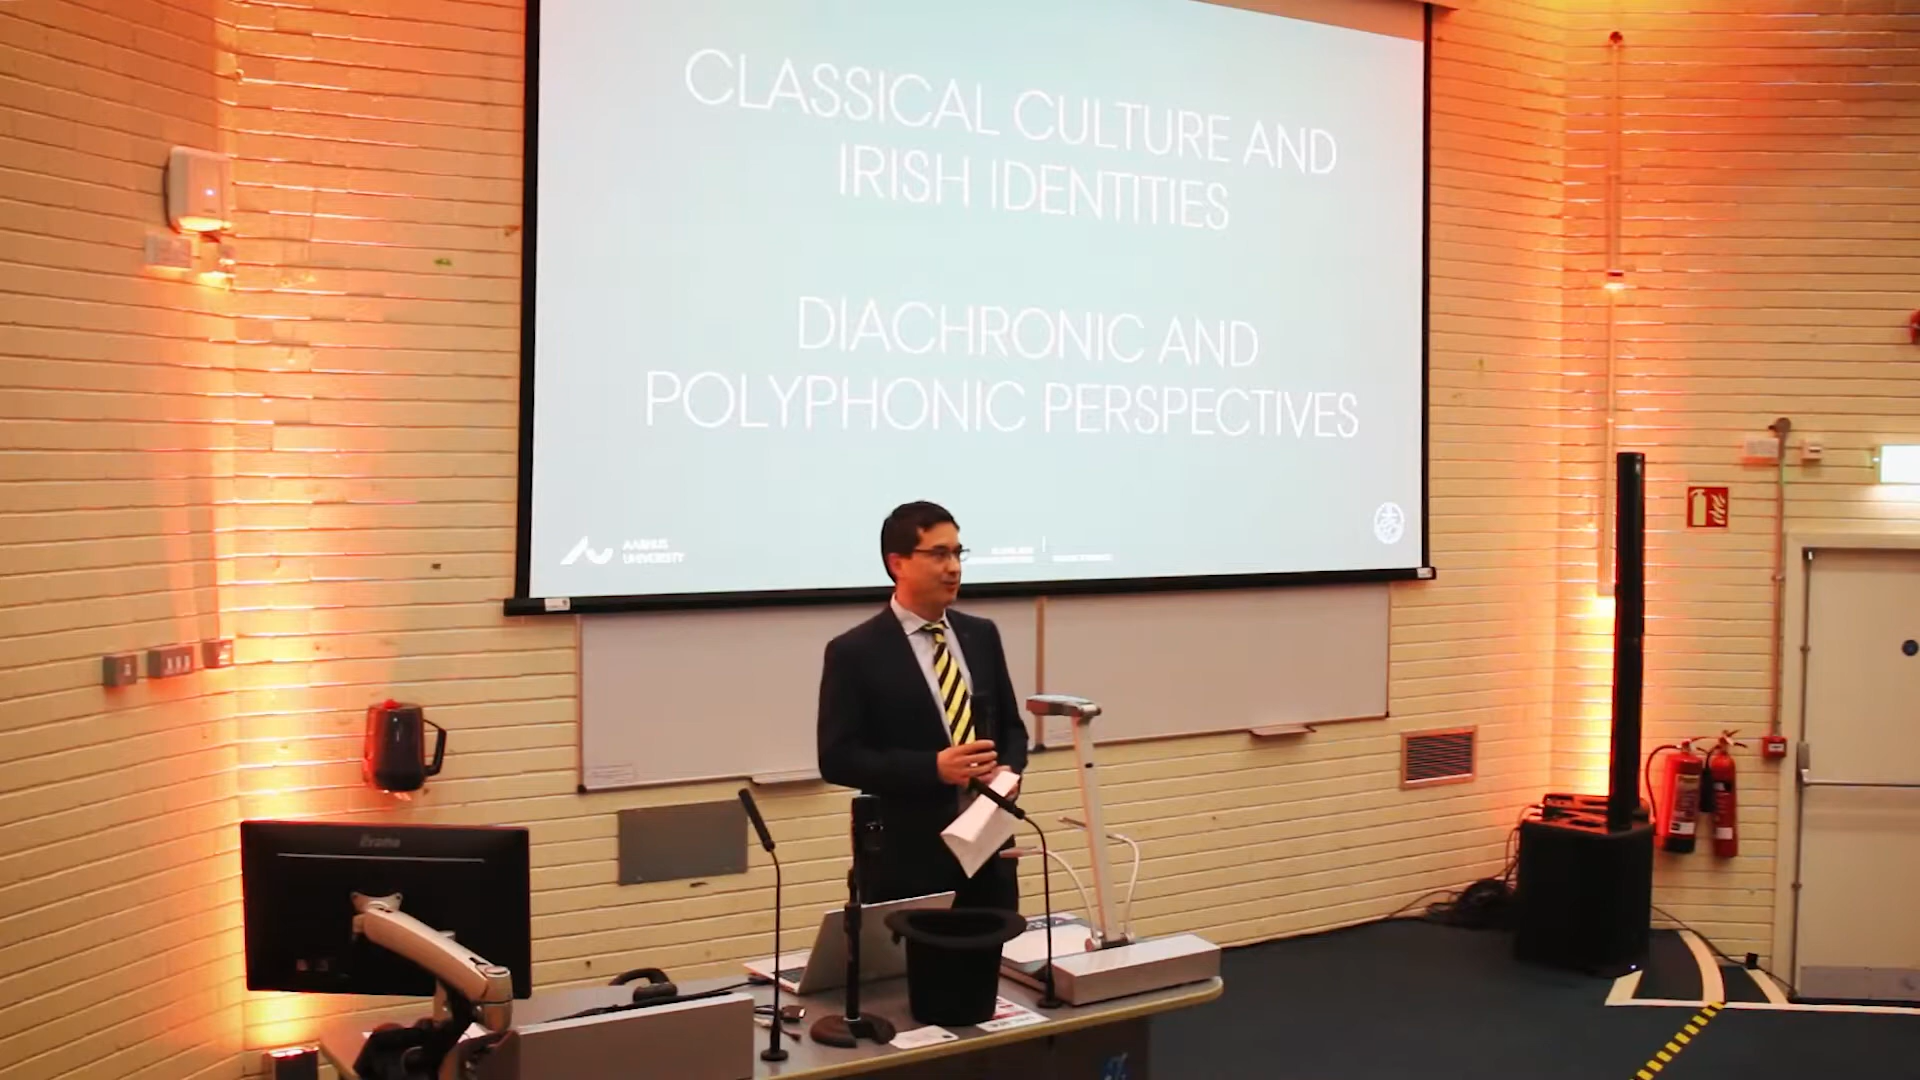 CLASSICAL CULTURE AND
IRISH IDENTITIES
DIACHRONIC AND
POLYPHONIC PERSPECTIVES
AARHUS
UNIVERSITY
iiyama